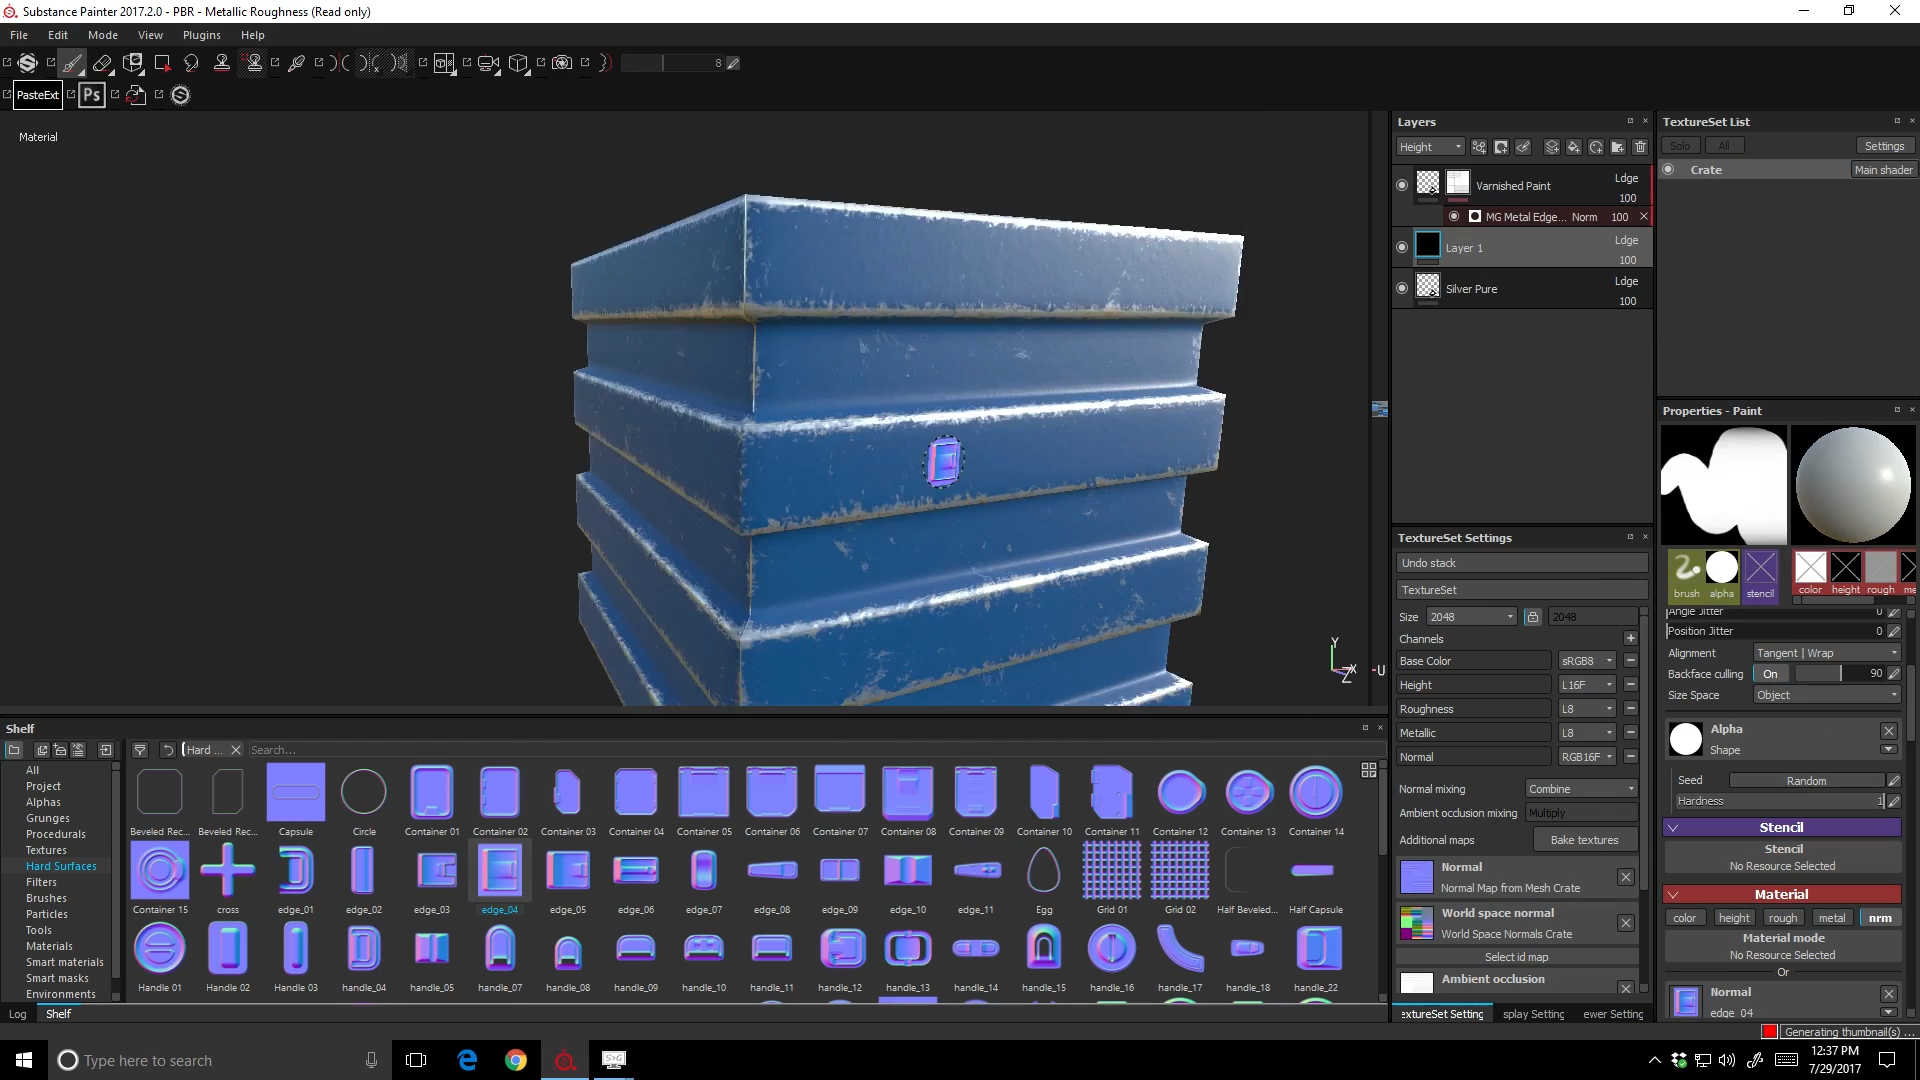 Substance Painter 2017.2.0 - PBR - Metallic Roughness (Read only)
File Edit Mode View Plugins Help
8
PasteExt Ps
Material
Layers
Height
Varnished Paint Ldge 100
MG Metal Edge... Norm 100
Layer 1 Ldge 100
Silver Pure Ldge 100
TextureSet List
Solo All Settings
Crate Main shader
Y
X
Z
-U
TextureSet Settings
Undo stack
TextureSet
Size 2048 2048
Channels
Base Color sRGB8
Height L16F
Roughness L8
Metallic L8
Normal RGB16F
Normal mixing Combine
Ambient occlusion mixing Multiply
Additional maps Bake textures
Normal
Normal Map from Mesh Crate
World space normal
World Space Normals Crate
Select id map
Ambient occlusion
extureSet Setting splay Setting ewer Setting
Properties - Paint
brush alpha stencil color height rough me
Angle Jitter 0
Position Jitter 0
Alignment Tangent | Wrap
Backface culling On 90
Size Space Object
Alpha
Shape
Seed Random
Hardness 1
Stencil
Stencil
No Resource Selected
Material
color height rough metal nrm
Material mode
No Resource Selected
Or
Normal
edge_04
Generating thumbnail(s) ...
Shelf
Hard ... Search...
All
Project
Alphas
Grunges
Procedurals
Textures
Hard Surfaces
Filters
Brushes
Particles
Tools
Materials
Smart materials
Smart masks
Environments
Beveled Rec... Beveled Rec... Capsule Circle Container 01 Container 02 Container 03 Container 04 Container 05 Container 06 Container 07 Container 08 Container 09 Container 10 Container 11 Container 12 Container 13 Container 14
Container 15 cross edge_01 edge_02 edge_03 edge_04 edge_05 edge_06 edge_07 edge_08 edge_09 edge_10 edge_11 Egg Grid 01 Grid 02 Half Beveled... Half Capsule
Handle 01 Handle 02 Handle 03 handle_04 handle_05 handle_07 handle_08 handle_09 handle_10 handle_11 handle_12 handle_13 handle_14 handle_15 handle_16 handle_17 handle_18 handle_22
Log Shelf
Type here to search
12:37 PM
7/29/2017